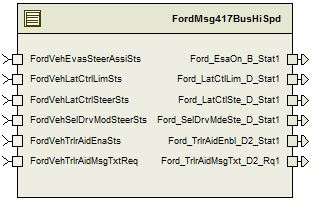 FordMsg417BusHiSpd
FordVehEvasSteerAssiSts Ford_EsaOn_B_Stat1
FordVehLatCtrlLimSts Ford_LatCtlLim_D_Stat1
FordVehLatCtrlSteerSts Ford_LatCtlSte_D_Stat1
FordVehSelDrvModSteerSts Ford_SelDrvMdeSte_D_Stat1
FordVehTrlrAidEnaSts Ford_TrlrAidEnbl_D2_Stat1
FordVehTrlrAidMsgTxtReq Ford_TrlrAidMsgTxt_D2_Rq1